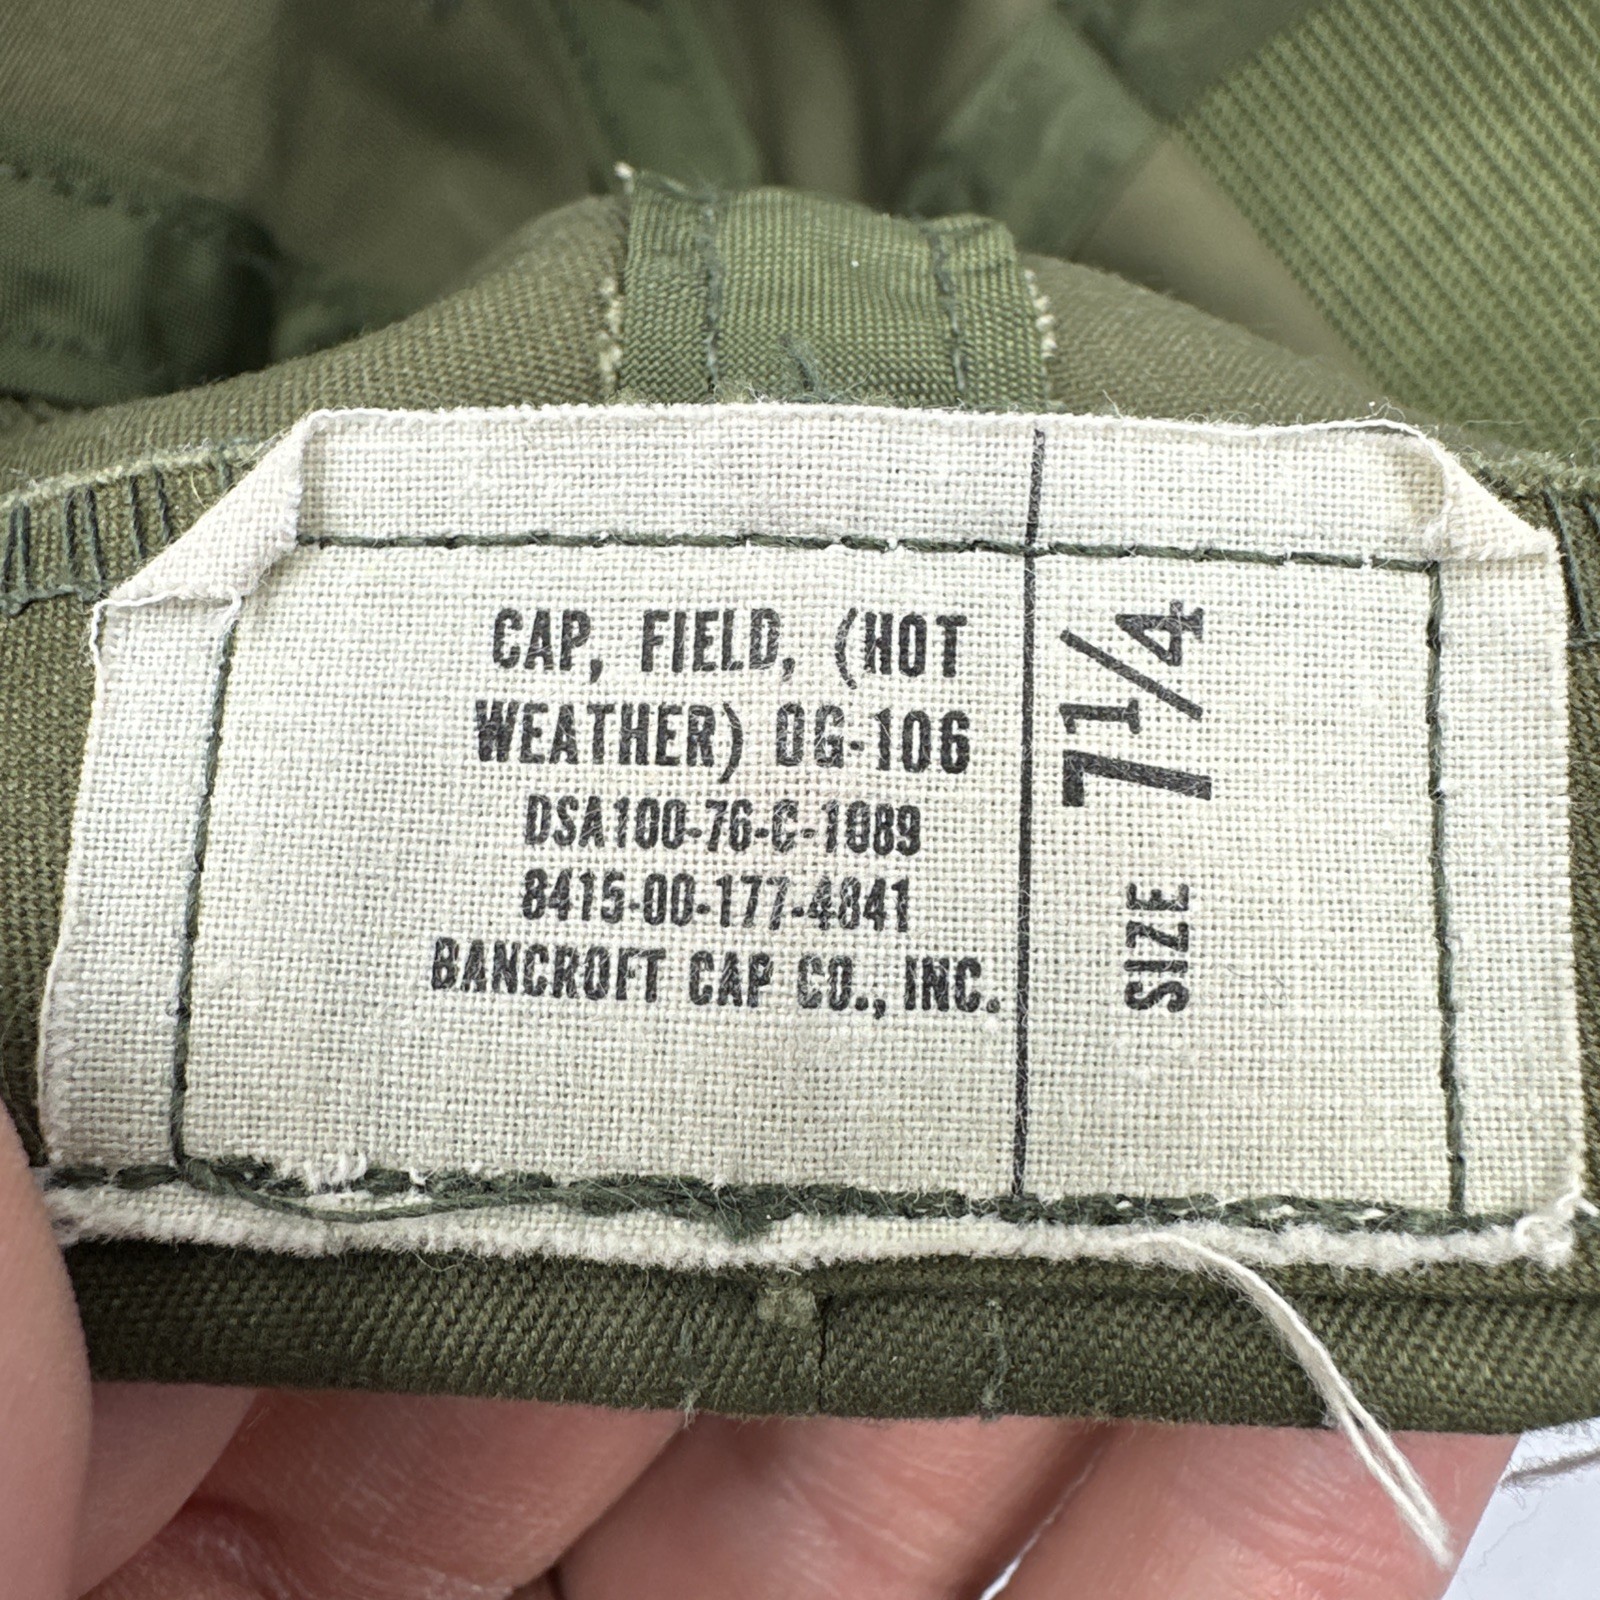 CAP, FIELD, (HOT
WEATHER) OG-106
DSA100-76-C-1089
8415-00-177-4841
BANCROFT CAP CO., INC.
SIZE 7 1/4